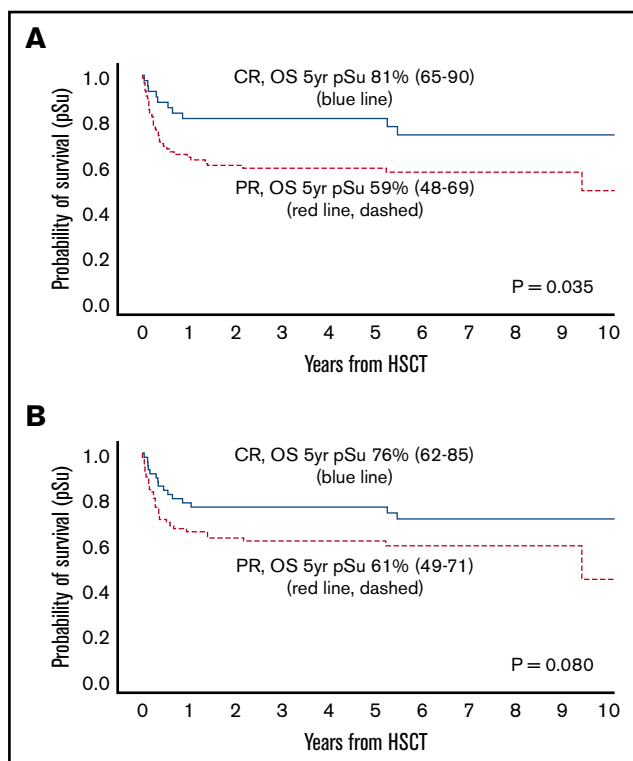 A
Probability of survival (pSu)
1.0
0.8
0.6
0.4
0.2
0.0
CR, OS 5yr pSu 81% (65-90)
(blue line)
PR, OS 5yr pSu 59% (48-69)
(red line, dashed)
P = 0.035
0 1 2 3 4 5 6 7 8 9 10
Years from HSCT
B
Probability of survival (pSu)
1.0
0.8
0.6
0.4
0.2
0.0
CR, OS 5yr pSu 76% (62-85)
(blue line)
PR, OS 5yr pSu 61% (49-71)
(red line, dashed)
P = 0.080
0 1 2 3 4 5 6 7 8 9 10
Years from HSCT